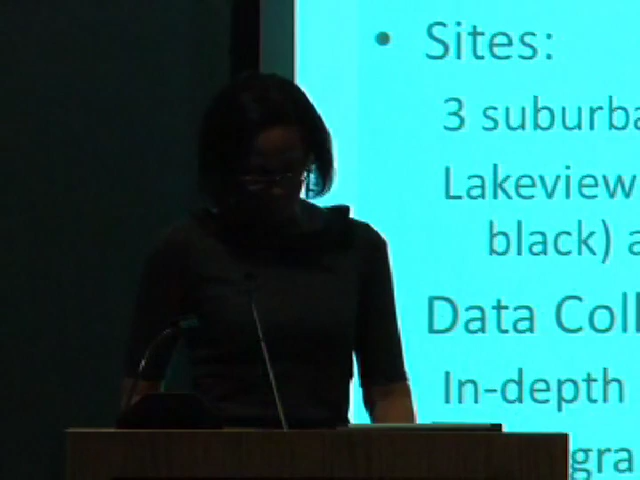 • Sites:
3 suburba
Lakeview
black) a
Data Coll
In-depth
gra